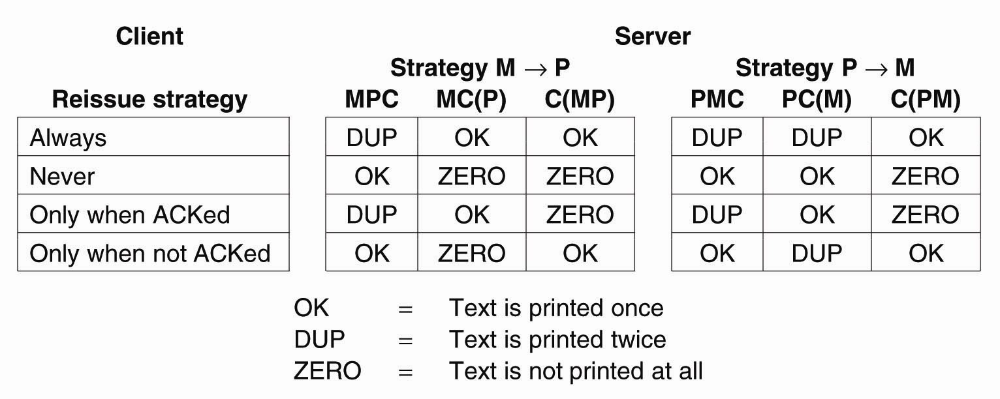 Client Server
Strategy M → P Strategy P → M
Reissue strategy MPC MC(P) C(MP) PMC PC(M) C(PM)
Always DUP OK OK DUP DUP OK
Never OK ZERO ZERO OK OK ZERO
Only when ACKed DUP OK ZERO DUP OK ZERO
Only when not ACKed OK ZERO OK OK DUP OK
OK = Text is printed once
DUP = Text is printed twice
ZERO = Text is not printed at all